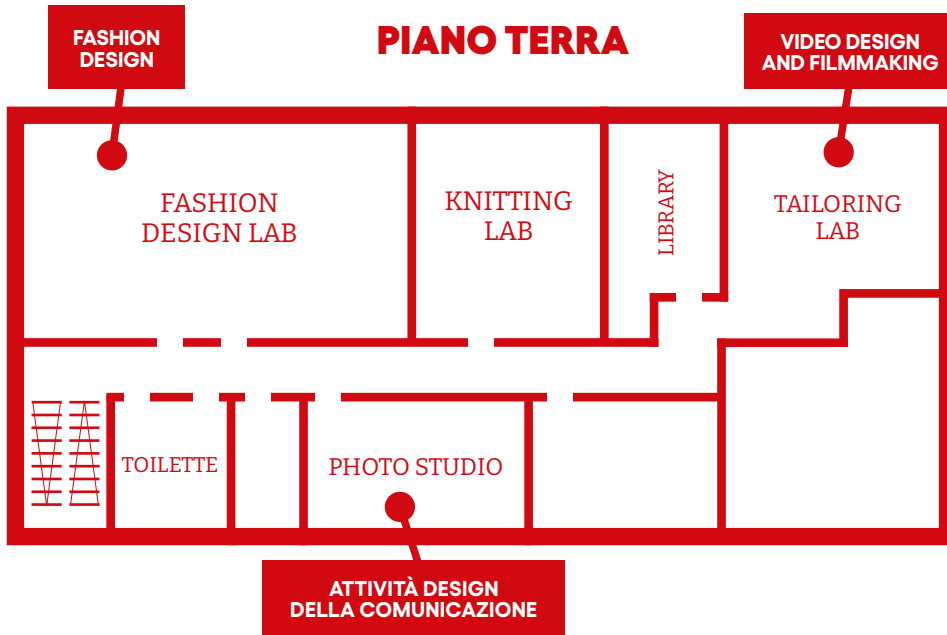 FASHION
DESIGN
PIANO TERRA
VIDEO DESIGN
AND FILMMAKING
FASHION
DESIGN LAB
KNITTING
LAB
LIBRARY
TAILORING
LAB
TOILETTE
PHOTO STUDIO
ATTIVITÀ DESIGN
DELLA COMUNICAZIONE